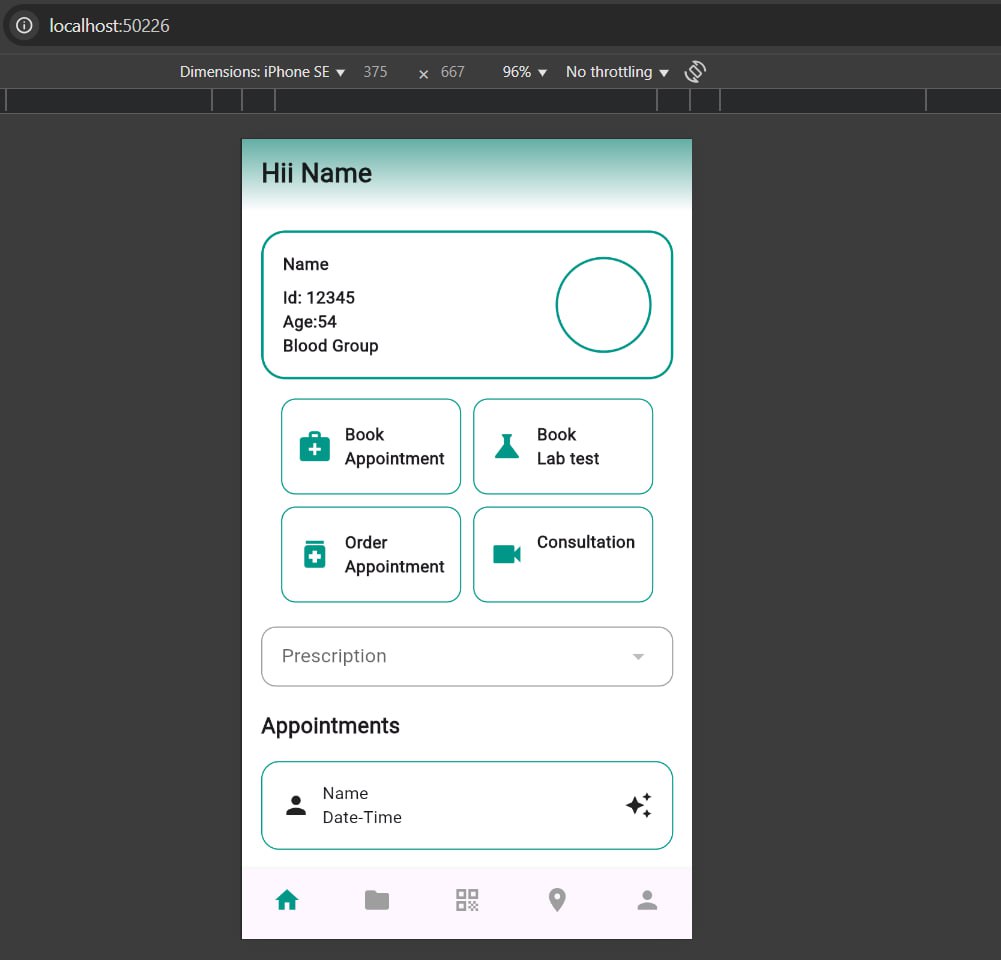 localhost:50226
Dimensions: iPhone SE 375 × 667 96% No throttling
Hii Name
Name
Id: 12345
Age:54
Blood Group
Book
Appointment
Book
Lab test
Order
Appointment
Consultation
Prescription
Appointments
Name
Date-Time